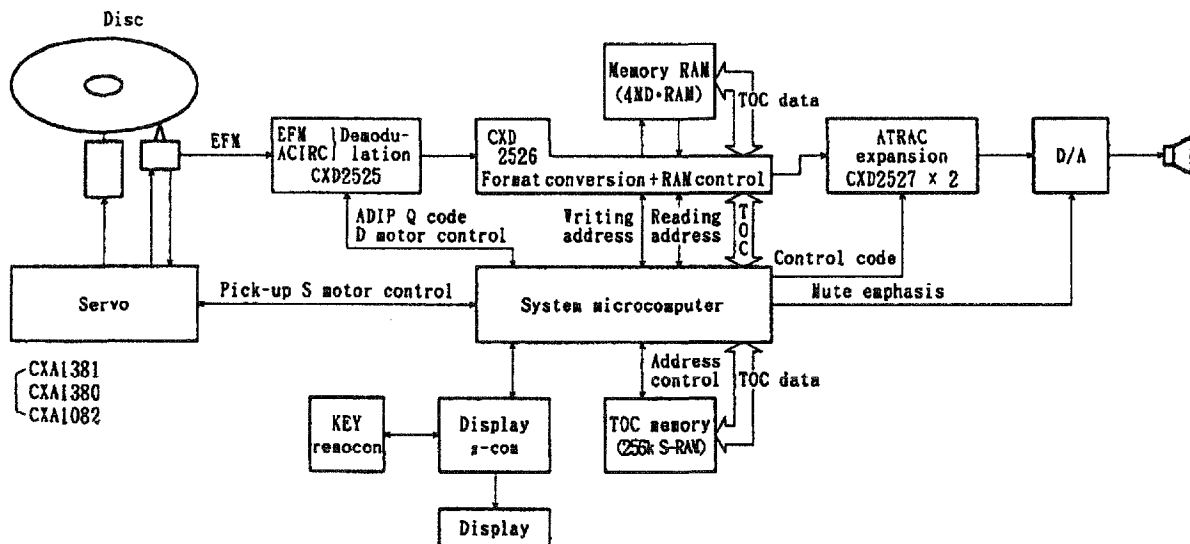 Disc
EFM
EFM
ACIRC
Demodu-
lation
CXD2525
CXD
2526
Format conversion+RAM control
Memory RAM
(4MD•RAM)
TOC data
ATRAC
expansion
CXD2527 × 2
D/A
ADIP Q code
D motor control
Writing
address
Reading
address
TOC
Control code
Servo
Pick-up S motor control
System microcomputer
Mute emphasis
CXA1381
CXA1380
CXA1082
Address
control
TOC data
KEY
remocon
Display
μ-com
TOC memory
(256k S-RAM)
Display